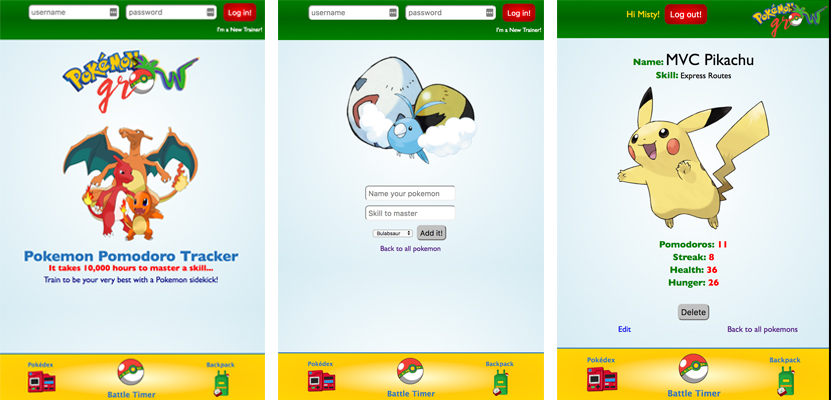 username
password
Log in!
I'm a New Trainer!
Pokémon
grow
Pokemon Pomodoro Tracker
It takes 10,000 hours to master a skill...
Train to be your very best with a Pokemon sidekick!
Pokédex
Battle Timer
Backpack
username
password
Log in!
I'm a New Trainer!
Name your pokemon
Skill to master
Bulabsaur
Add it!
Back to all pokemon
Pokédex
Battle Timer
Backpack
Hi Misty!
Log out!
Pokémon
grow
Name: MVC Pikachu
Skill: Express Routes
Pomodoros: 11
Streak: 8
Health: 36
Hunger: 26
Delete
Edit
Back to all pokemons
Pokédex
Battle Timer
Backpack